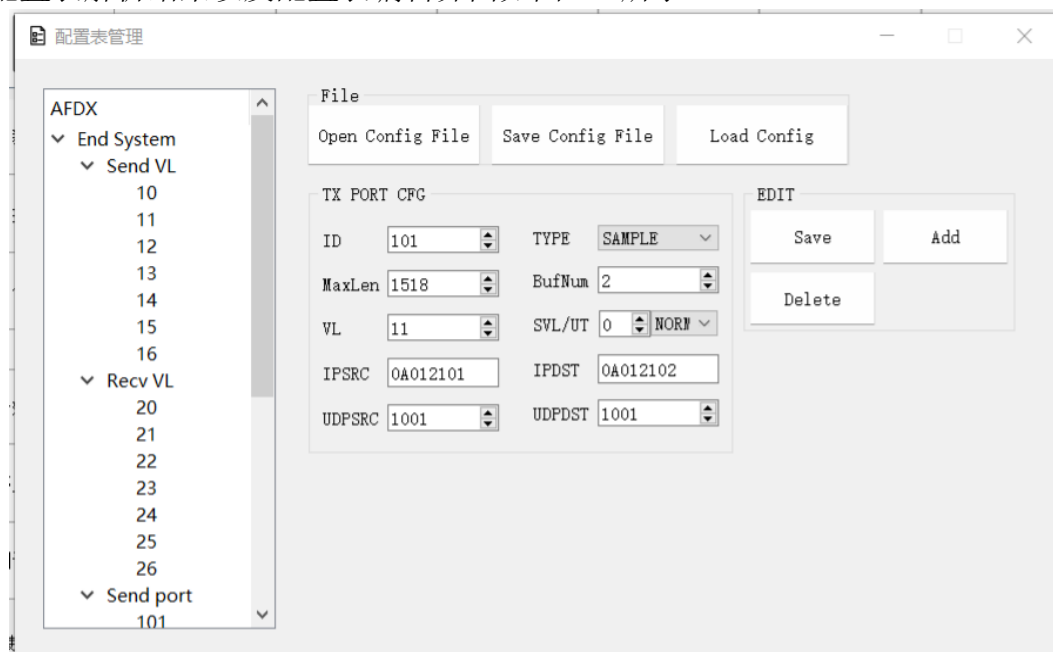 配置表管理
AFDX
End System
Send VL
10
11
12
13
14
15
16
Recv VL
20
21
22
23
24
25
26
Send port
101
File
Open Config File
Save Config File
Load Config
TX PORT CFG
ID 101 TYPE SAMPLE
MaxLen 1518 BufNum 2
VL 11 SVL/UT 0 NORM
IPSRC 0A012101 IPDST 0A012102
UDPSRC 1001 UDPDST 1001
EDIT
Save
Add
Delete